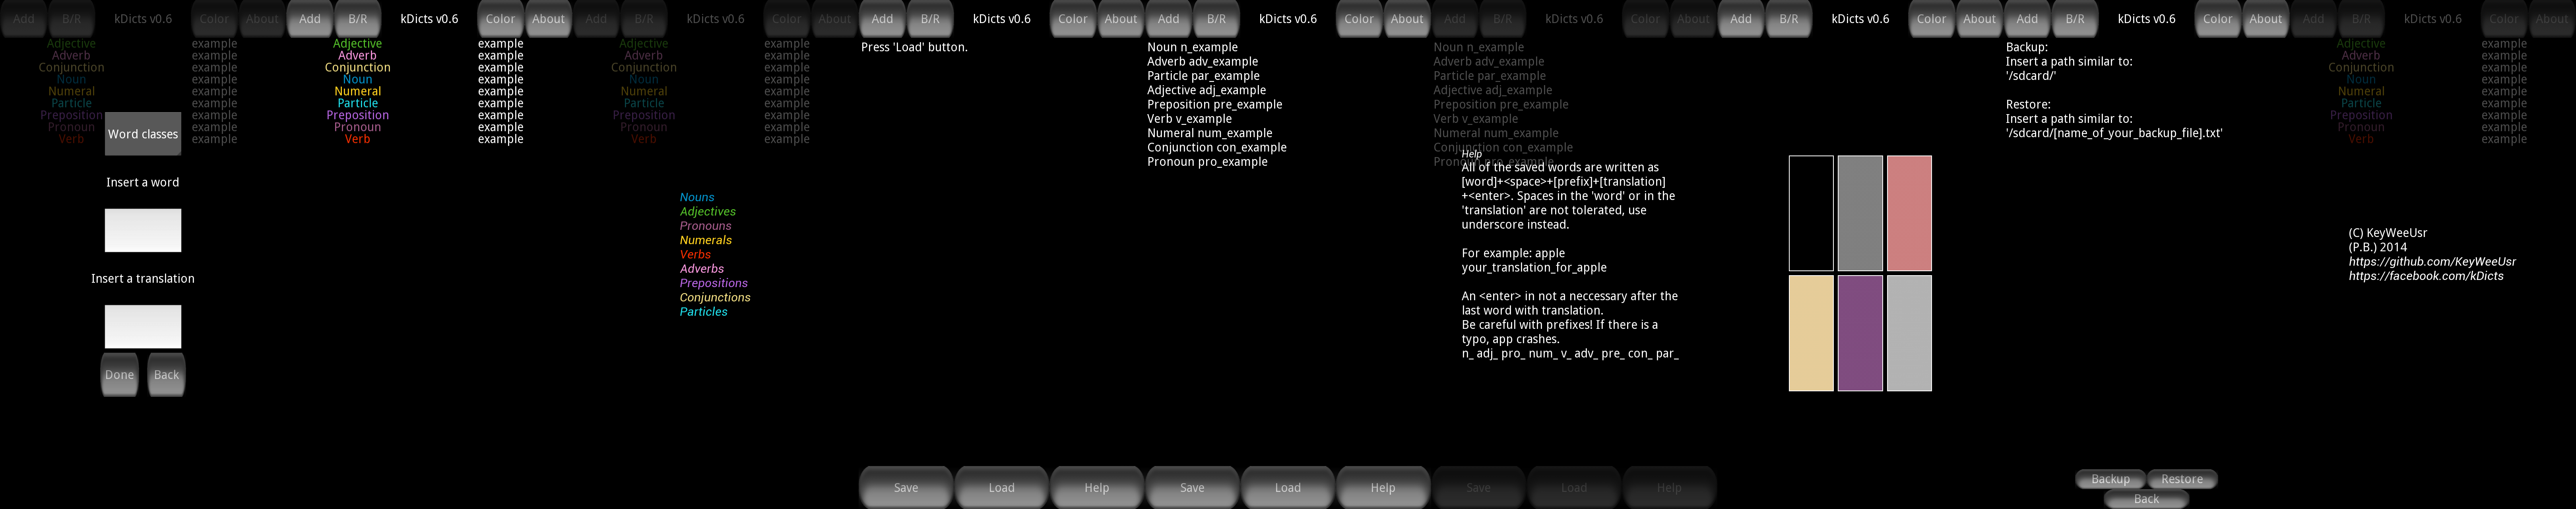 Add B/R kDicts v0.6 Color About
Adjective example
Adverb example
Conjunction example
Noun example
Numeral example
Particle example
Preposition example
Pronoun example
Verb example
Word classes
Insert a word
Insert a translation
Done Back
Add B/R kDicts v0.6 Color About
Adjective example
Adverb example
Conjunction example
Noun example
Numeral example
Particle example
Preposition example
Pronoun example
Verb example
Add B/R kDicts v0.6 Color About
Adjective example
Adverb example
Conjunction example
Noun example
Numeral example
Particle example
Preposition example
Pronoun example
Verb example
Nouns
Adjectives
Pronouns
Numerals
Verbs
Adverbs
Prepositions
Conjunctions
Particles
Add B/R kDicts v0.6 Color About
Press 'Load' button.
Save Load Help
Add B/R kDicts v0.6 Color About
Noun n_example
Adverb adv_example
Particle par_example
Adjective adj_example
Preposition pre_example
Verb v_example
Numeral num_example
Conjunction con_example
Pronoun pro_example
Save Load Help
Add B/R kDicts v0.6 Color About
Noun n_example
Adverb adv_example
Particle par_example
Adjective adj_example
Preposition pre_example
Verb v_example
Numeral num_example
Conjunction con_example
Pronoun pro_example
Help
All of the saved words are written as
[word]+<space>+[prefix]+[translation]
+<enter>. Spaces in the 'word' or in the
'translation' are not tolerated, use
underscore instead.
For example: apple
your_translation_for_apple
An <enter> in not a neccessary after the
last word with translation.
Be careful with prefixes! If there is a
typo, app crashes.
n_ adj_ pro_ num_ v_ adv_ pre_ con_ par_
Save Load Help
Add B/R kDicts v0.6 Color About
Add B/R kDicts v0.6 Color About
Backup:
Insert a path similar to:
'/sdcard/'
Restore:
Insert a path similar to:
'/sdcard/[name_of_your_backup_file].txt'
Backup Restore
Back
Add B/R kDicts v0.6 Color About
Adjective example
Adverb example
Conjunction example
Noun example
Numeral example
Particle example
Preposition example
Pronoun example
Verb example
(C) KeyWeeUsr
(P.B.) 2014
https://github.com/KeyWeeUsr
https://facebook.com/kDicts